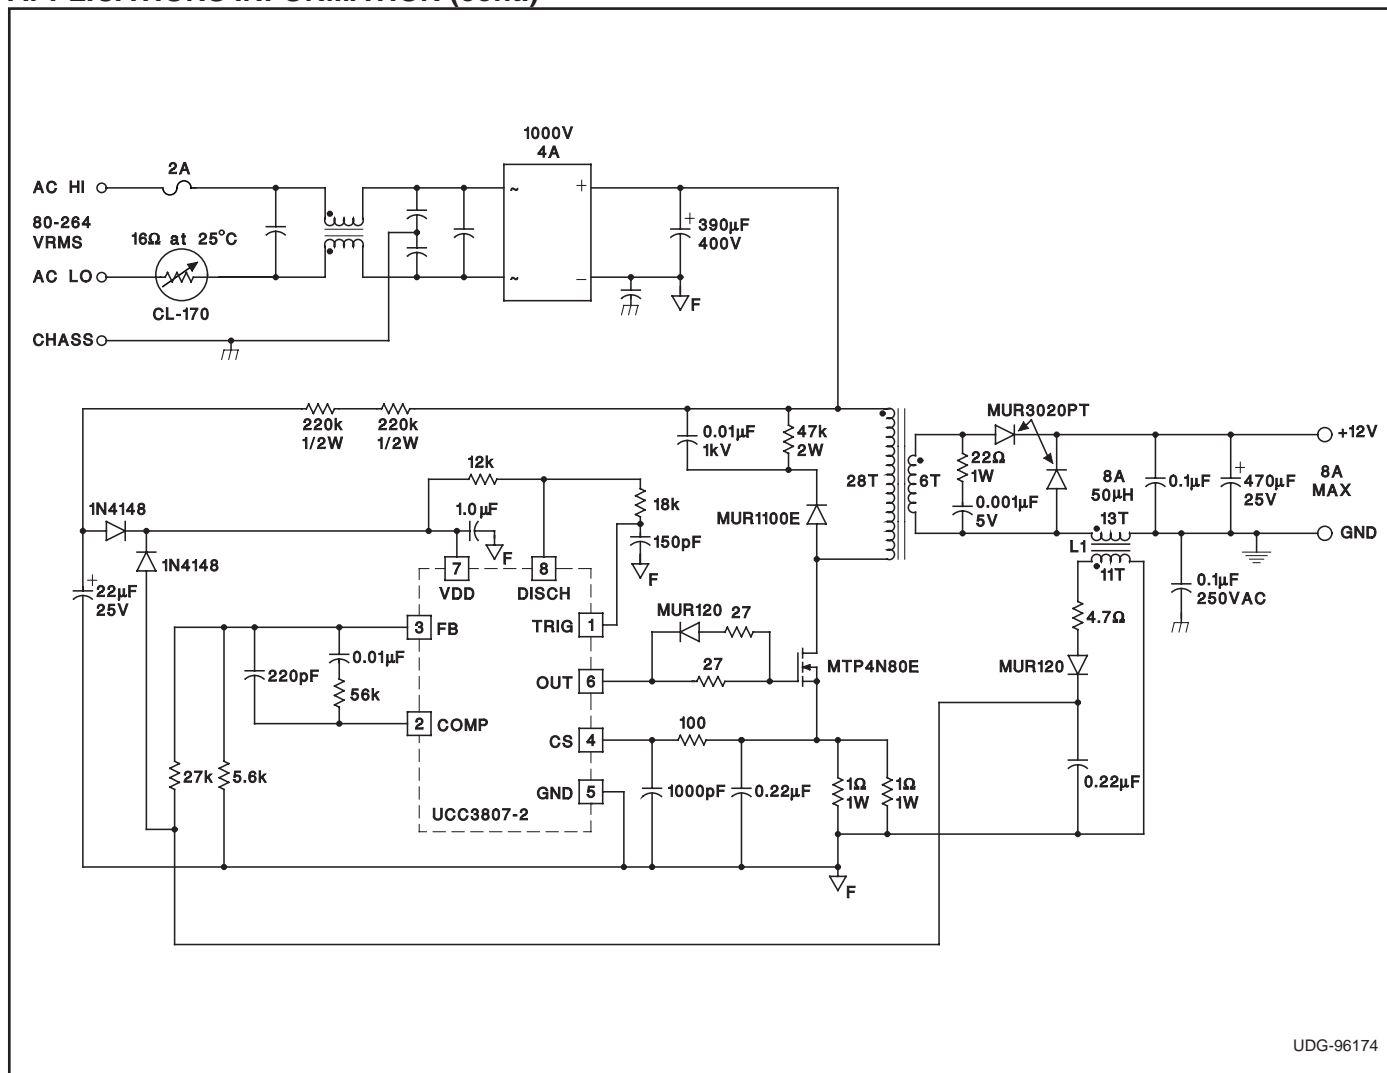 1000V
4A
AC HI
2A
80-264
VRMS
16Ω at 25°C
AC LO
CL-170
CHASS
~
~
+
–
+
390µF
400V
F
220k
1/2W
220k
1/2W
0.01µF
1kV
47k
2W
28T
6T
MUR3020PT
22Ω
1W
0.001µF
5V
+12V
8A
MAX
8A
50µH
13T
0.1µF
+
470µF
25V
GND
L1
11T
0.1µF
250VAC
12k
18k
1N4148
1.0µF
F
150pF
F
MUR1100E
1N4148
+
22µF
25V
7
VDD
8
DISCH
3
FB
TRIG
1
MUR120
27
4.7Ω
MUR120
0.01µF
220pF
56k
27
OUT
6
MTP4N80E
2
COMP
100
CS
4
27k
5.6k
GND
5
1000pF
0.22µF
1Ω
1W
1Ω
1W
0.22µF
UCC3807-2
F
UDG-96174